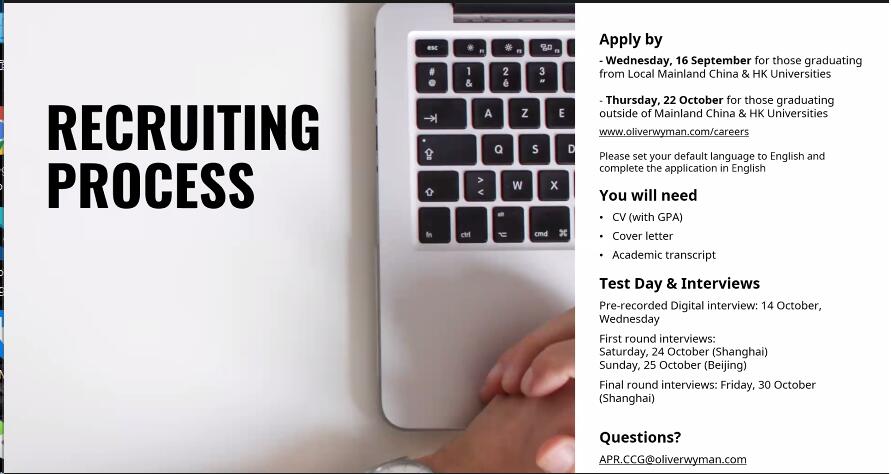 RECRUITING
PROCESS
esc
F1
F2
F3
#
@
1
&
2
é
3
"
A
Z
E
Q
S
D
>
<
W
X
fn
ctrl
alt
⌥
cmd ⌘
Apply by
- Wednesday, 16 September for those graduating
from Local Mainland China & HK Universities
- Thursday, 22 October for those graduating
outside of Mainland China & HK Universities
www.oliverwyman.com/careers
Please set your default language to English and
complete the application in English
You will need
• CV (with GPA)
• Cover letter
• Academic transcript
Test Day & Interviews
Pre-recorded Digital interview: 14 October,
Wednesday
First round interviews:
Saturday, 24 October (Shanghai)
Sunday, 25 October (Beijing)
Final round interviews: Friday, 30 October
(Shanghai)
Questions?
APR.CCG@oliverwyman.com